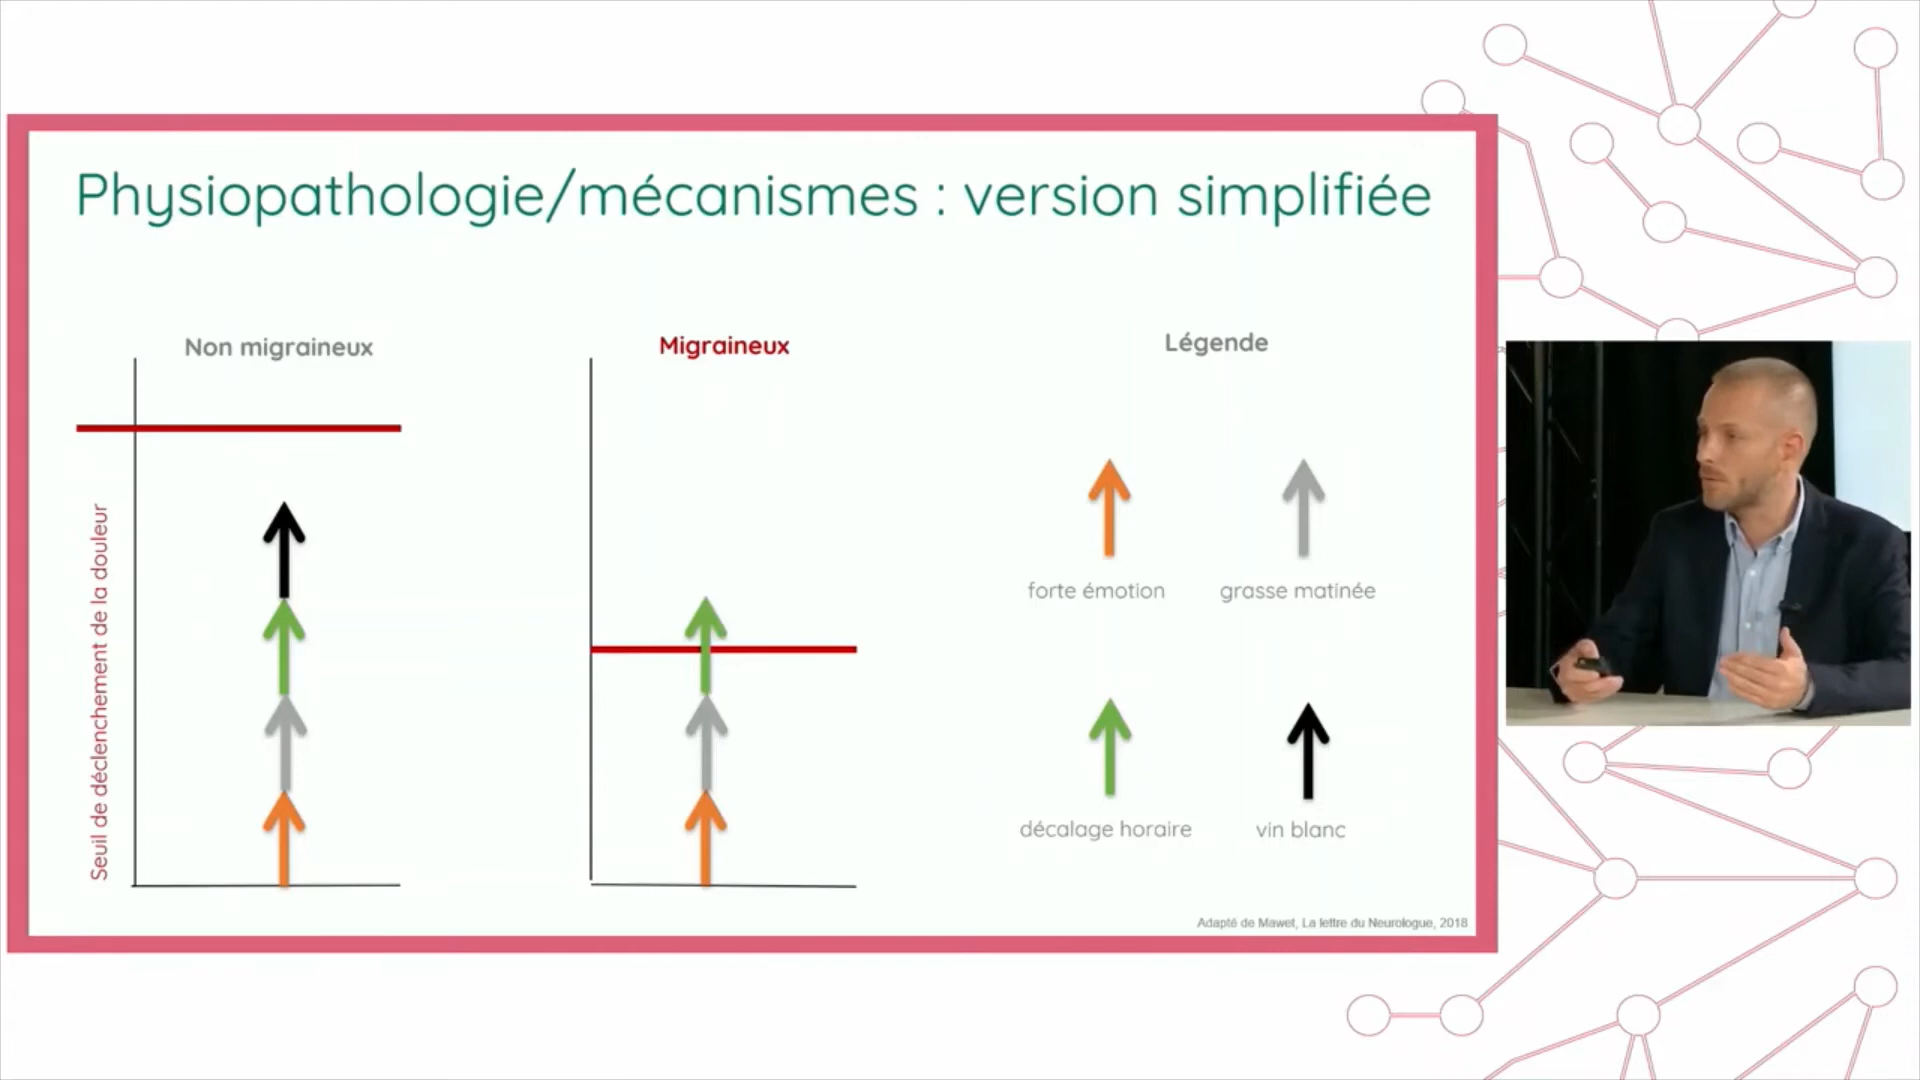 Physiopathologie/mécanismes : version simplifiée
Non migraineux
Migraineux
Légende
Seuil de déclenchement de la douleur
forte émotion
grasse matinée
décalage horaire
vin blanc
Adapté de Mawet, La lettre du Neurologue, 2018